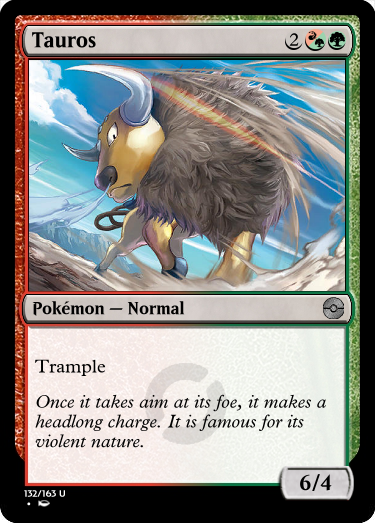 Tauros 2
Pokémon — Normal
Trample
Once it takes aim at its foe, it makes a
headlong charge. It is famous for its
violent nature.
6/4
132/163 U